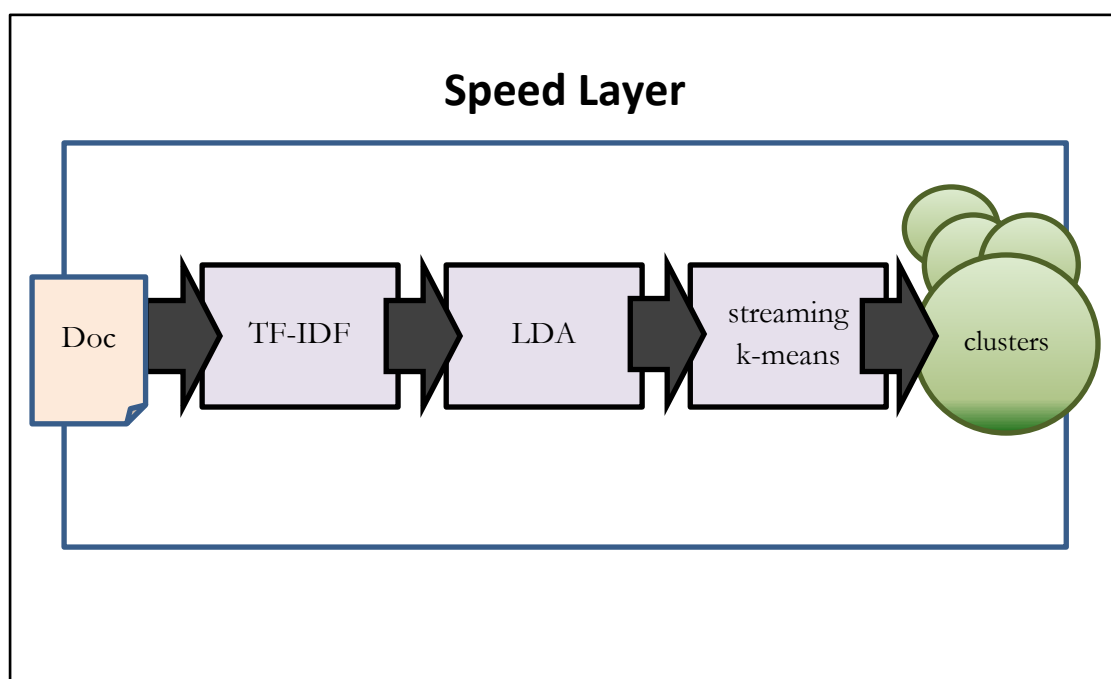 Speed Layer
Doc
TF-IDF
LDA
streaming
k-means
clusters